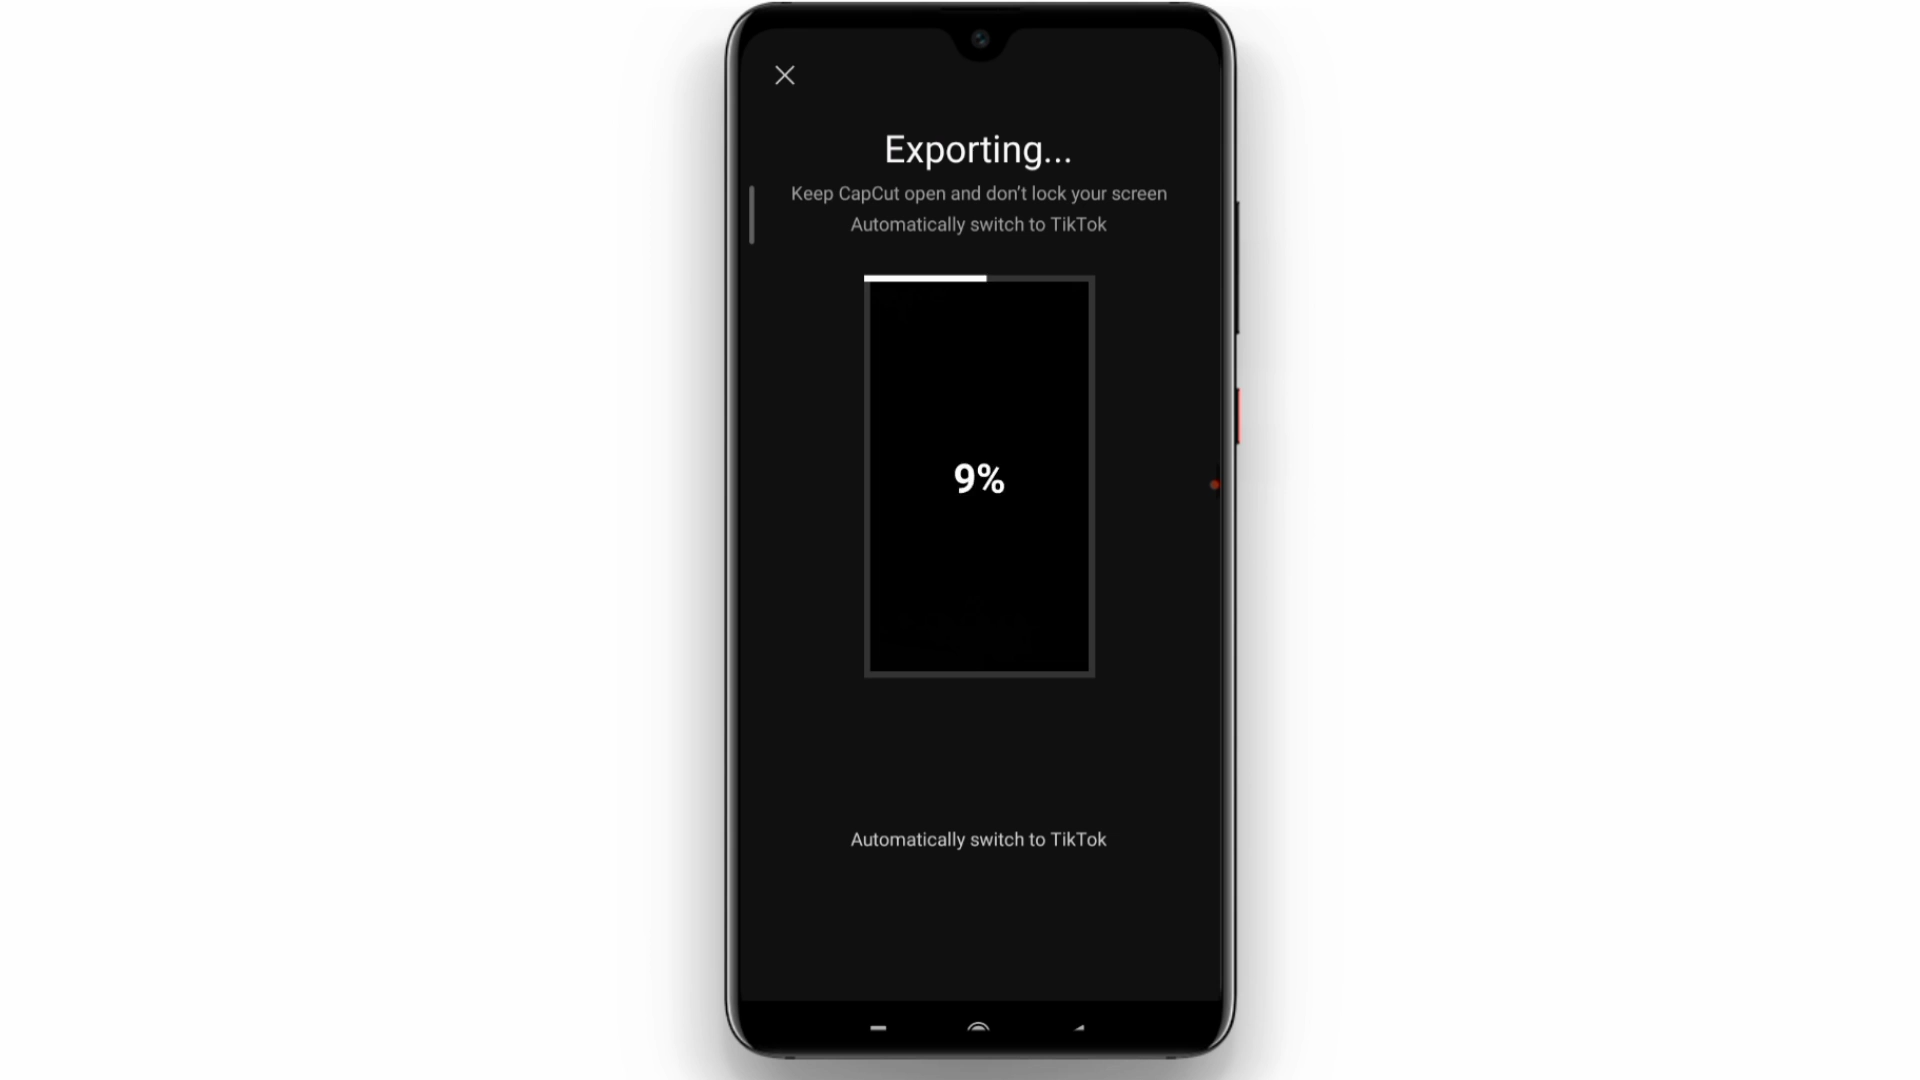 Exporting...
Keep CapCut open and don't lock your screen
Automatically switch to TikTok
9%
Automatically switch to TikTok